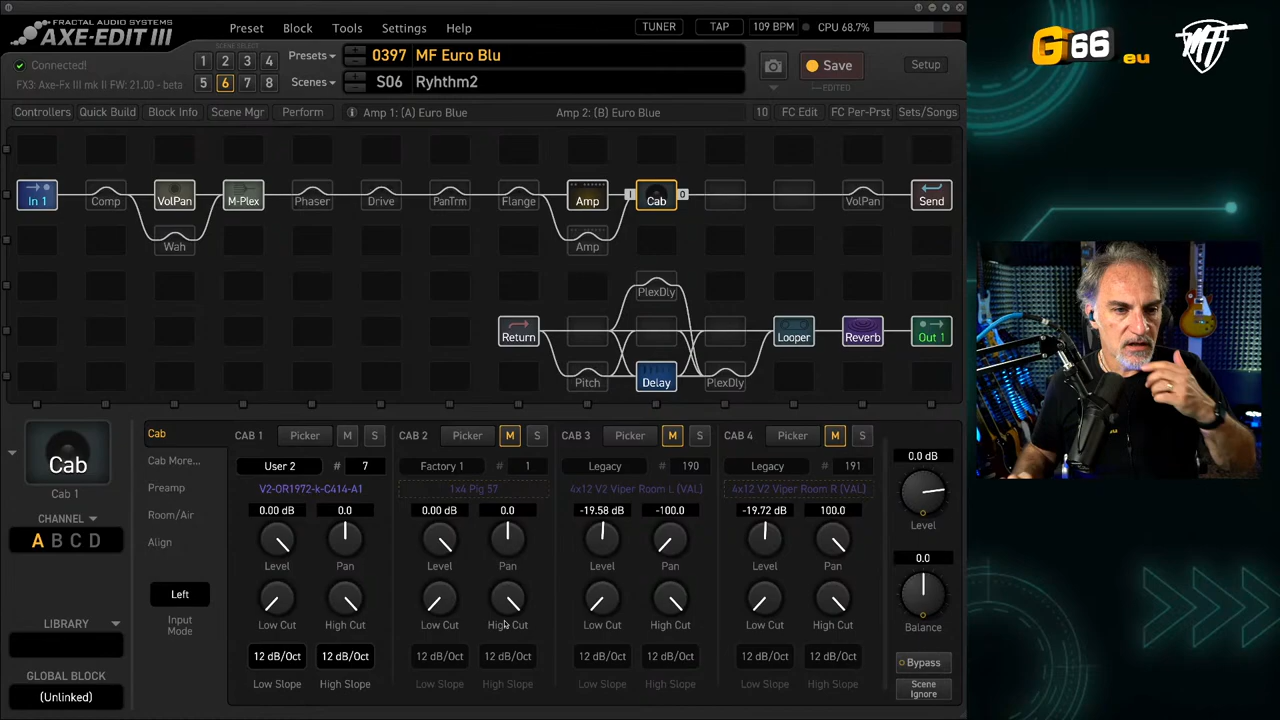 FRACTAL AUDIO SYSTEMS
AXE-EDIT III
Connected!
FX3: Axe-Fx III mk II FW: 21.00 - beta
SCENE SELECT
1 2 3 4
5 6 7 8
Preset Block Tools Settings Help
TUNER TAP 109 BPM CPU 68.7%
Presets 0397 MF Euro Blu
Scenes S06 Ryhthm2
Save
EDITED
Setup
Controllers Quick Build Block Info Scene Mgr Perform Amp 1: (A) Euro Blue Amp 2: (B) Euro Blue 10 FC Edit FC Per-Prst Sets/Songs
In 1 Comp VolPan M-Plex Phaser Drive PanTrm Flange Amp Cab VolPan Send
Wah Amp
PlexDly
Return Looper Reverb Out 1
Pitch Delay PlexDly
Cab
Cab 1
CHANNEL
A B C D
LIBRARY
GLOBAL BLOCK
(Unlinked)
Cab
Cab More...
Preamp
Room/Air
Align
Left
Input
Mode
CAB 1 Picker M S CAB 2 Picker M S CAB 3 Picker M S CAB 4 Picker M S
User 2 # 7 Factory 1 # 1 Legacy # 190 Legacy # 191
V2-OR1972-k-C414-A1 1x4 Pig 57 4x12 V2 Viper Room L (VAL) 4x12 V2 Viper Room R (VAL)
0.00 dB 0.0 0.00 dB 0.0 -19.58 dB -100.0 -19.72 dB 100.0
Level Pan Level Pan Level Pan Level Pan
Low Cut High Cut Low Cut High Cut Low Cut High Cut Low Cut High Cut
12 dB/Oct 12 dB/Oct 12 dB/Oct 12 dB/Oct 12 dB/Oct 12 dB/Oct 12 dB/Oct 12 dB/Oct
Low Slope High Slope Low Slope High Slope Low Slope High Slope Low Slope High Slope
0.0 dB
Level
0.0
Balance
Bypass
Scene
Ignore
G66
eu